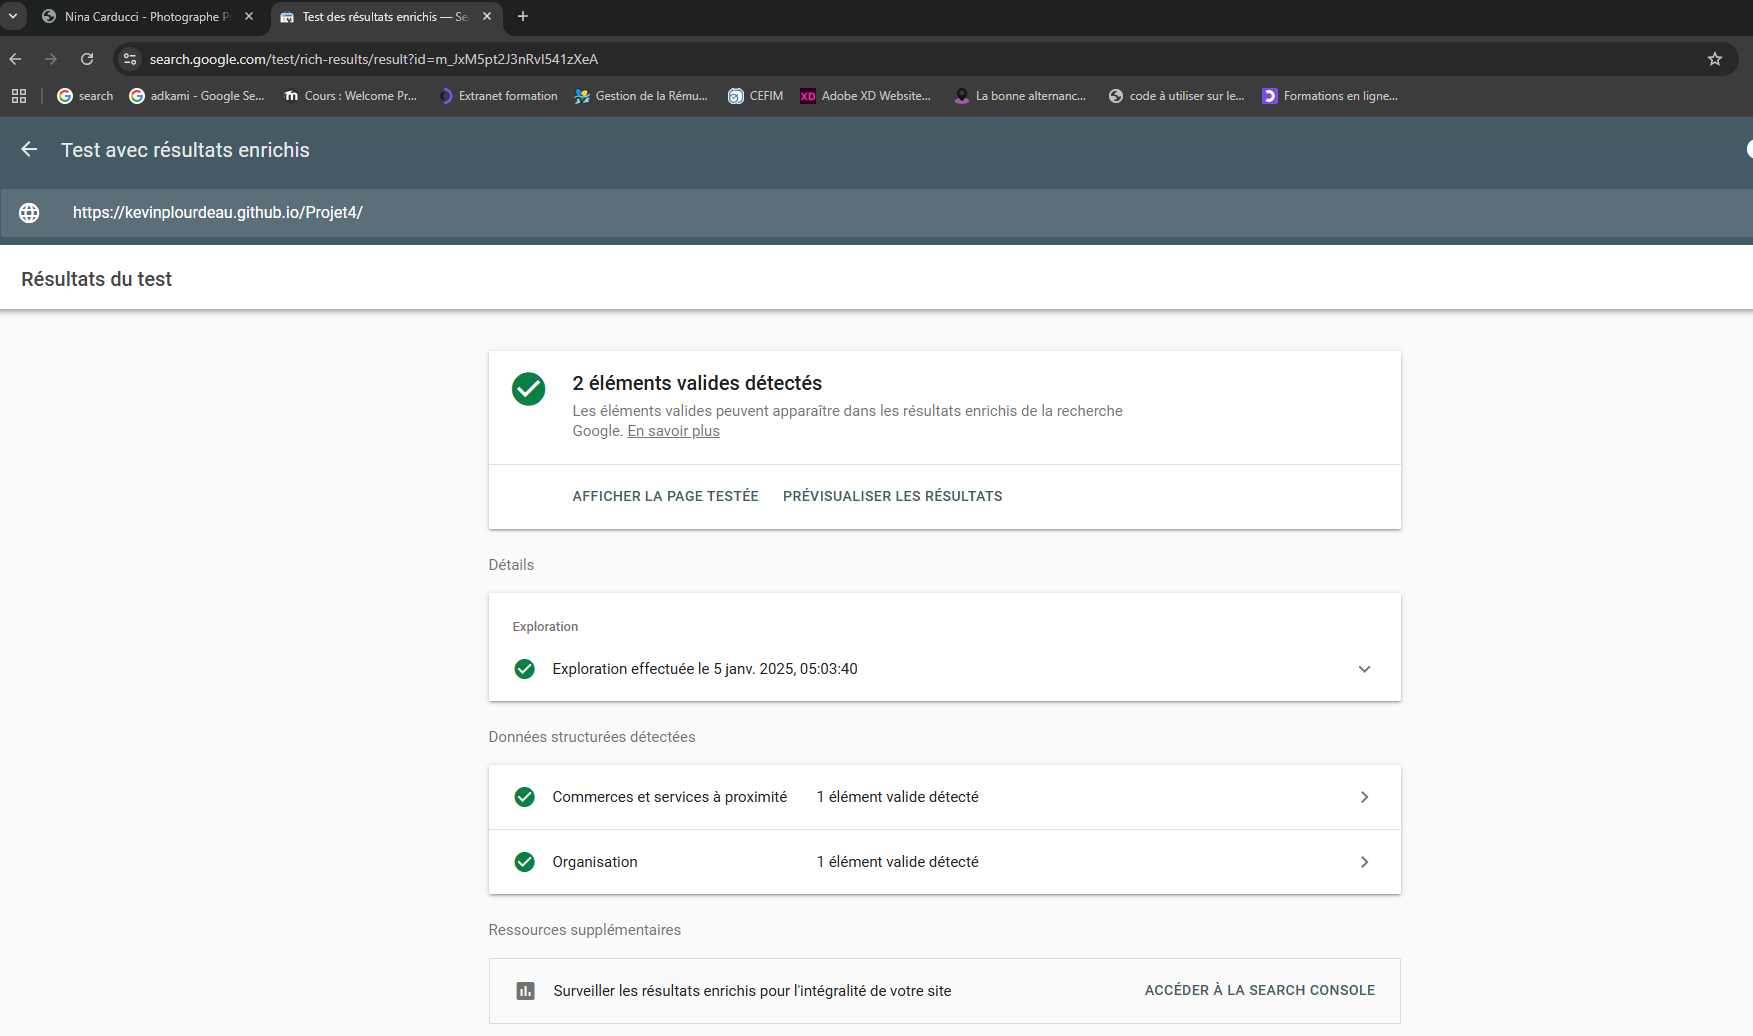 Nina Carducci - Photographe P
Test des résultats enrichis — Se
search.google.com/test/rich-results/result?id=m_JxM5pt2J3nRvl541zXeA
search
adkami - Google Se...
Cours : Welcome Pr...
Extranet formation
Gestion de la Rému...
CEFIM
XD
Adobe XD Website...
La bonne alternanc...
code à utiliser sur le...
Formations en ligne...
Test avec résultats enrichis
https://kevinplourdeau.github.io/Projet4/
Résultats du test
2 éléments valides détectés
Les éléments valides peuvent apparaître dans les résultats enrichis de la recherche
Google. En savoir plus
AFFICHER LA PAGE TESTÉE
PRÉVISUALISER LES RÉSULTATS
Détails
Exploration
Exploration effectuée le 5 janv. 2025, 05:03:40
Données structurées détectées
Commerces et services à proximité
1 élément valide détecté
Organisation
1 élément valide détecté
Ressources supplémentaires
Surveiller les résultats enrichis pour l'intégralité de votre site
ACCÉDER À LA SEARCH CONSOLE